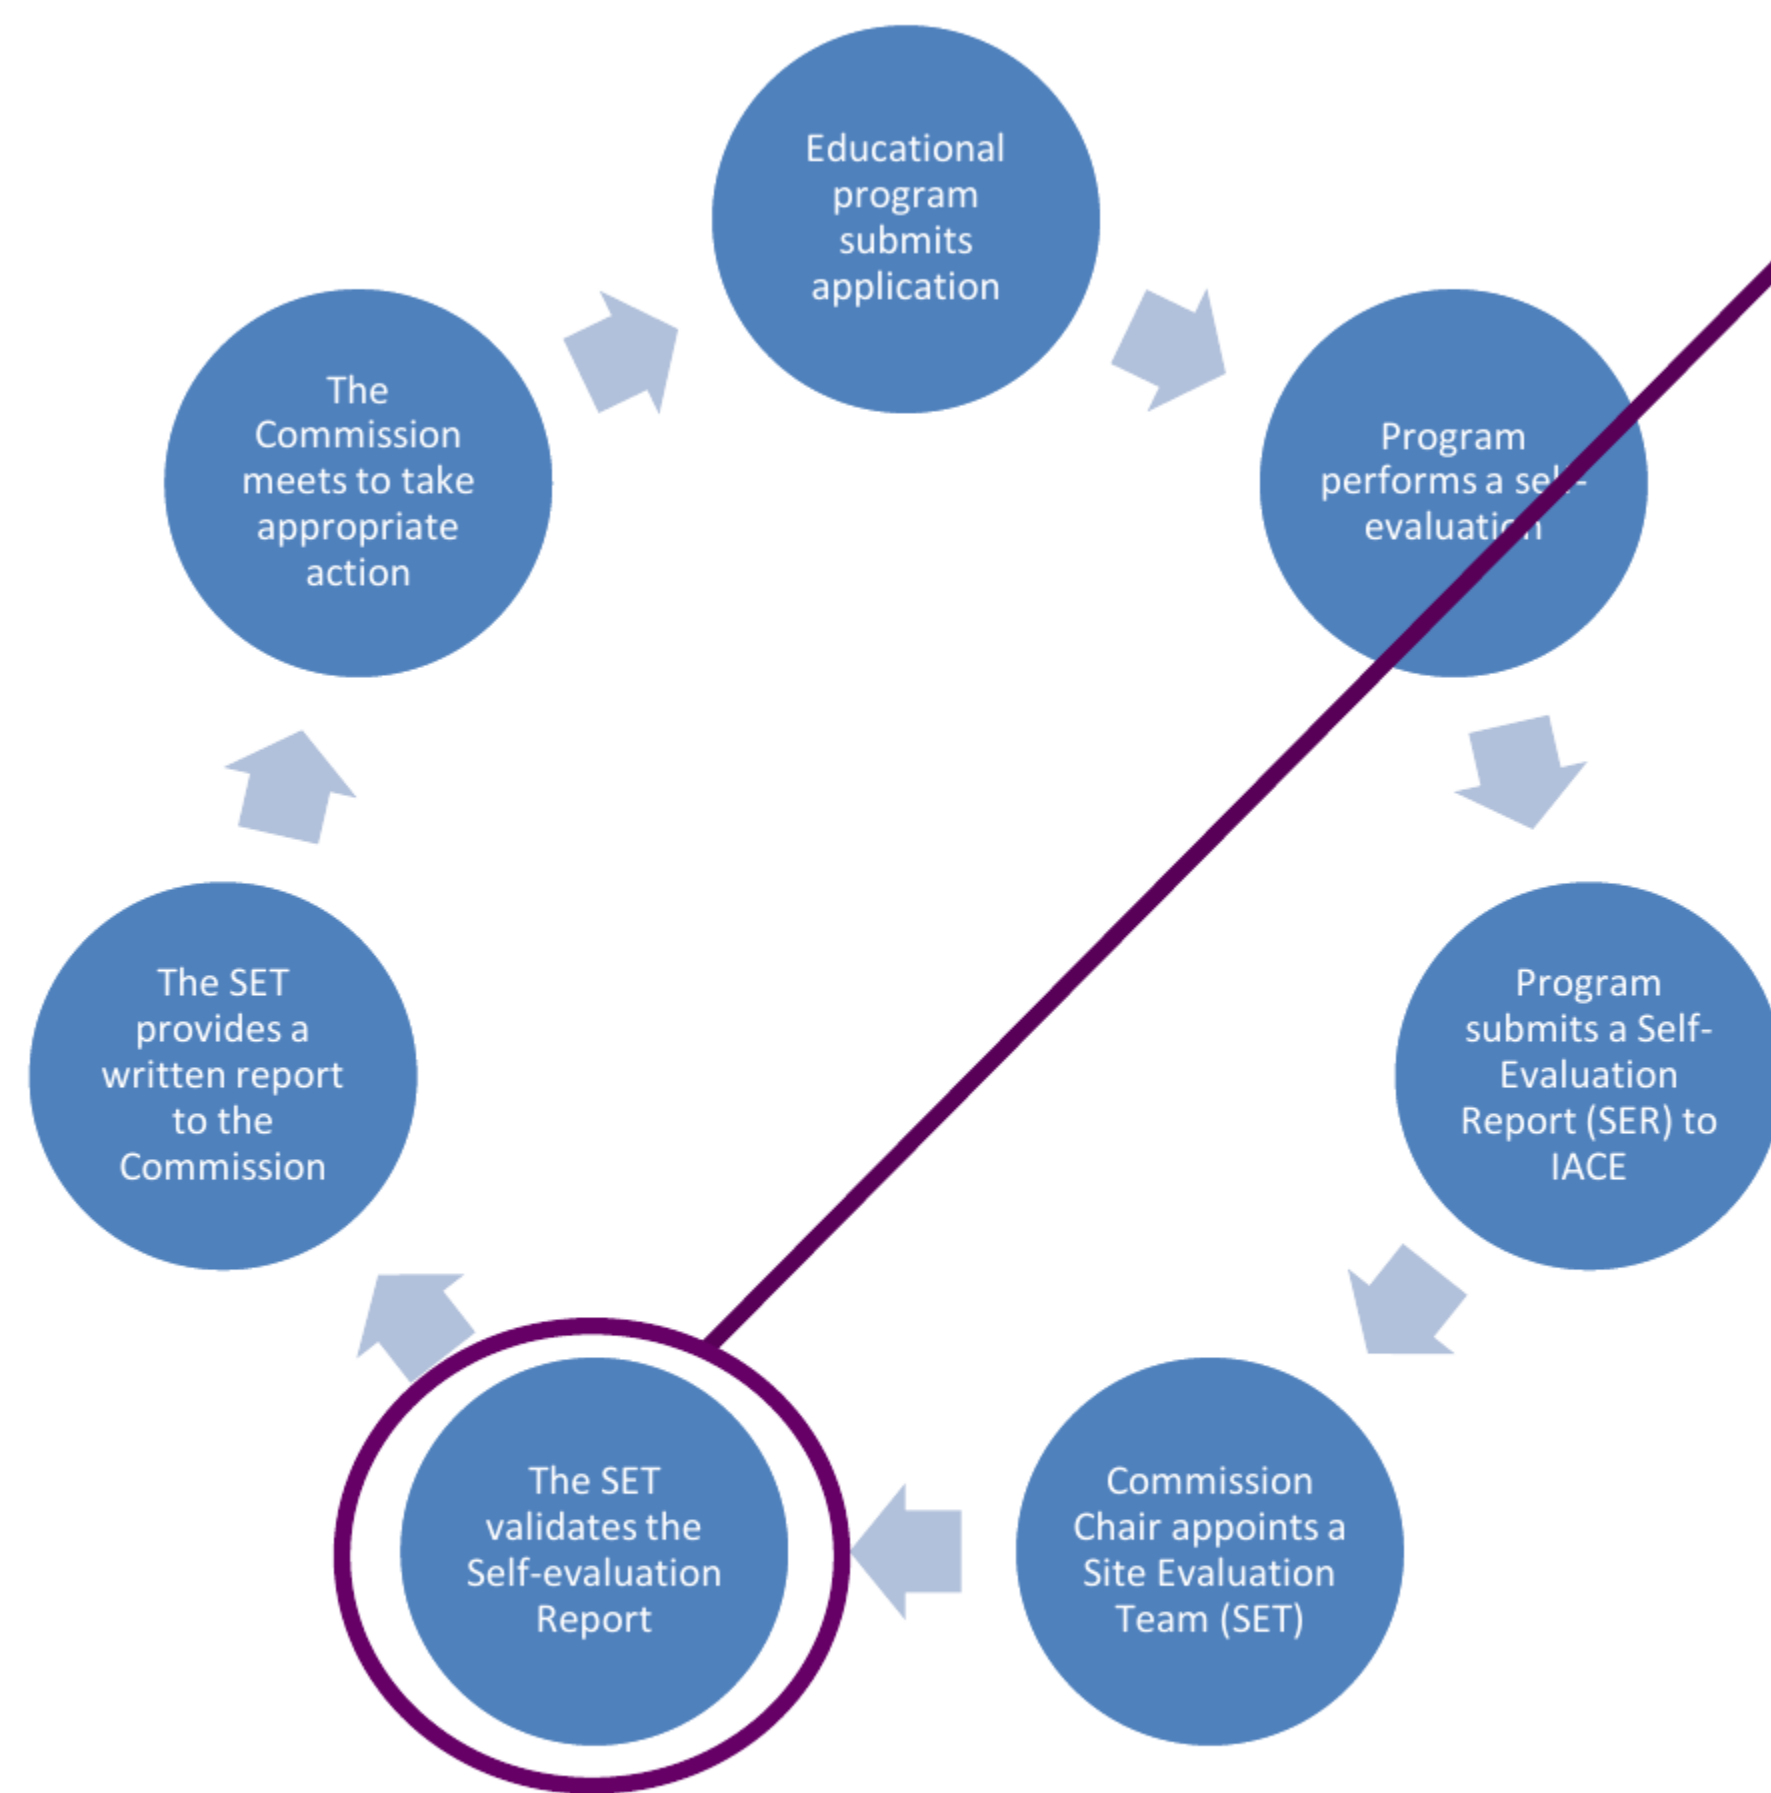 Educational
program
submits
application
Program
performs a self-
evaluation
Program
submits a Self-
Evaluation
Report (SER) to
IACE
Commission
Chair appoints a
Site Evaluation
Team (SET)
The SET
validates the
Self-evaluation
Report
The SET
provides a
written report
to the
Commission
The
Commission
meets to take
appropriate
action